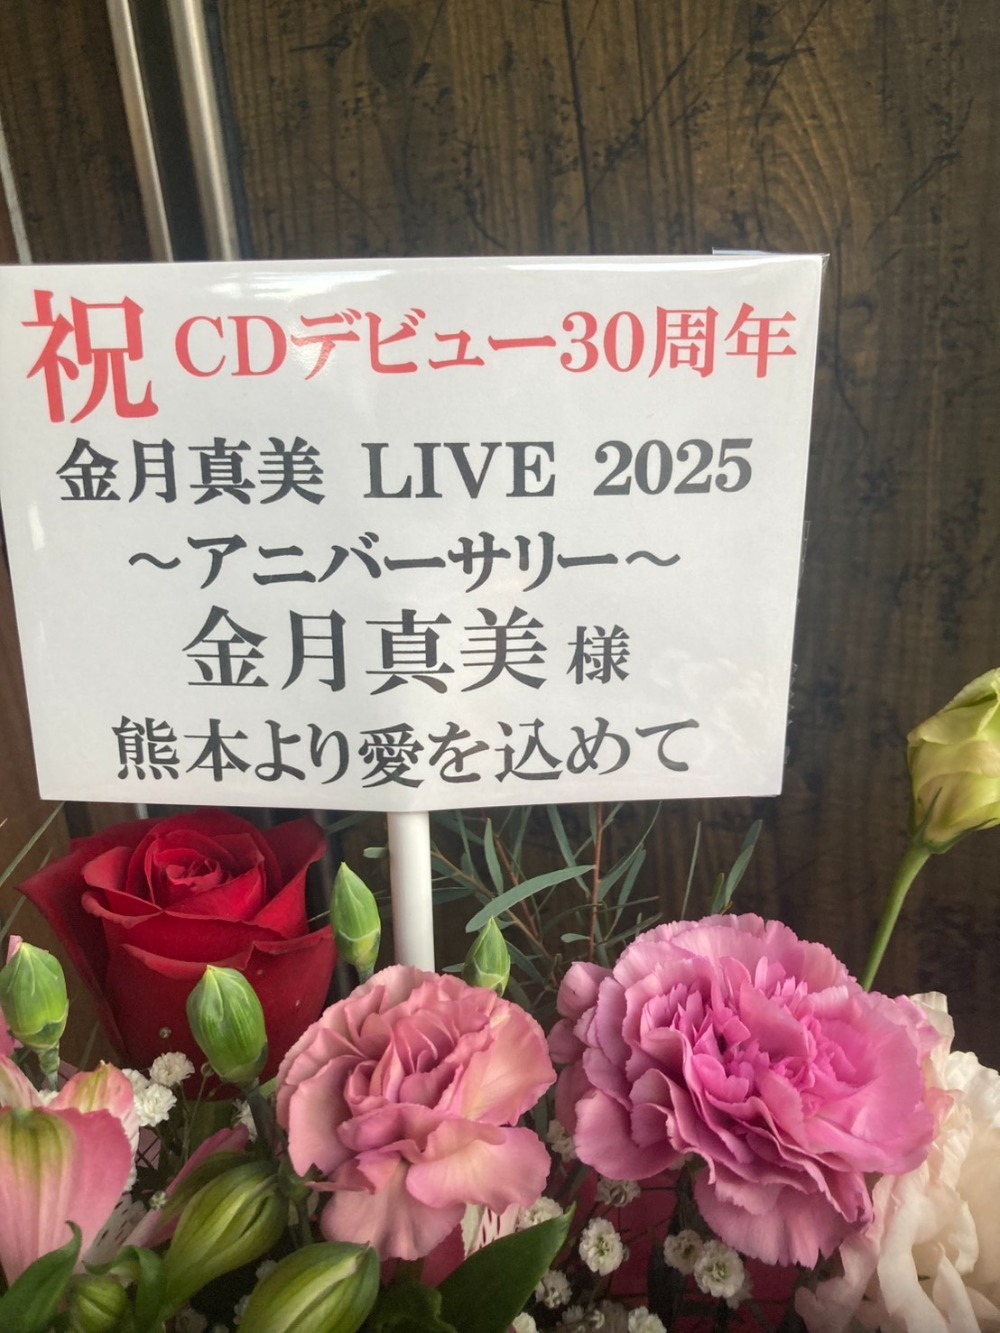 祝 CDデビュー30周年
金月真美 LIVE 2025
～アニバーサリー～
金月真美 様
熊本より愛を込めて